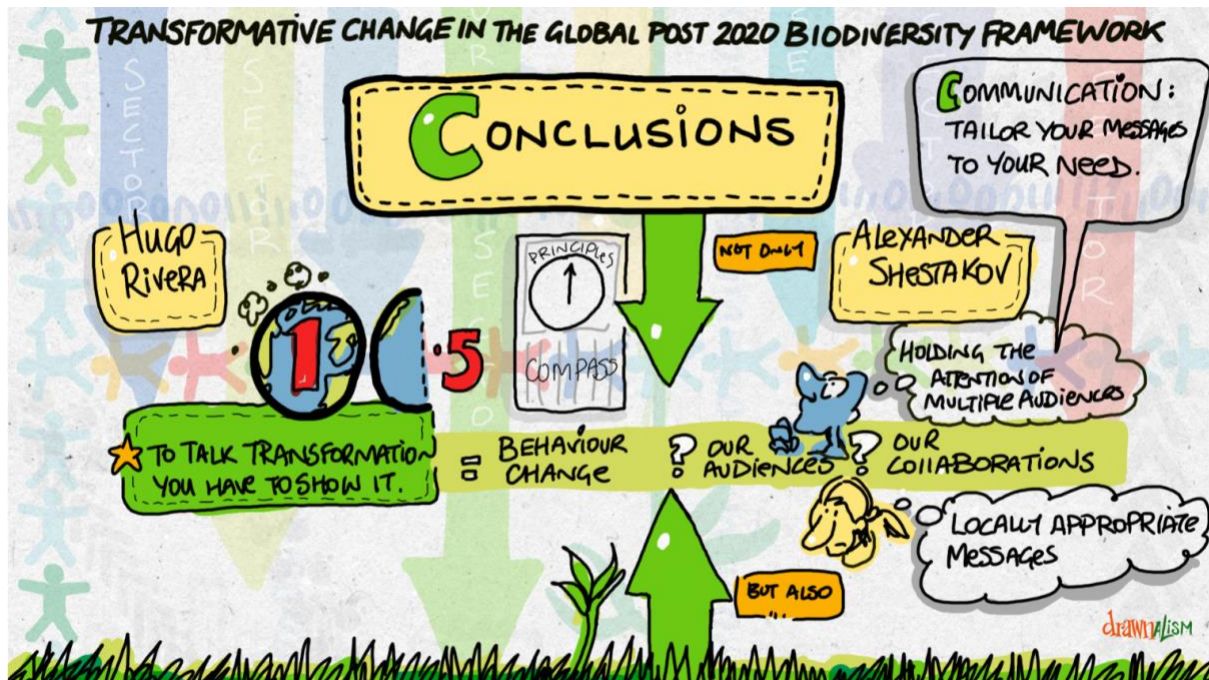 TRANSFORMATIVE CHANGE IN THE GLOBAL POST 2020 BIODIVERSITY FRAMEWORK
CONCLUSIONS
COMMUNICATION:
TAILOR YOUR MESSAGES
TO YOUR NEED.
HUGO
RIVERA
PRINCIPLES
COMPASS
NOT ONLY
ALEXANDER
SHESTAKOV
1.5
HOLDING THE
ATTENTION OF
MULTIPLE AUDIENCES
TO TALK TRANSFORMATION
YOU HAVE TO SHOW IT.
= BEHAVIOUR
CHANGE
? OUR
AUDIENCES
? OUR
COLLABORATIONS
LOCALLY APPROPRIATE
MESSAGES
BUT ALSO
...
drawnalism
SECTOR
SECTOR